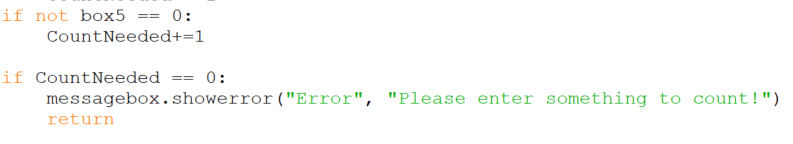 if not box5 == 0:
    CountNeeded+=1
if CountNeeded == 0:
    messagebox.showerror("Error", "Please enter something to count!")
    return